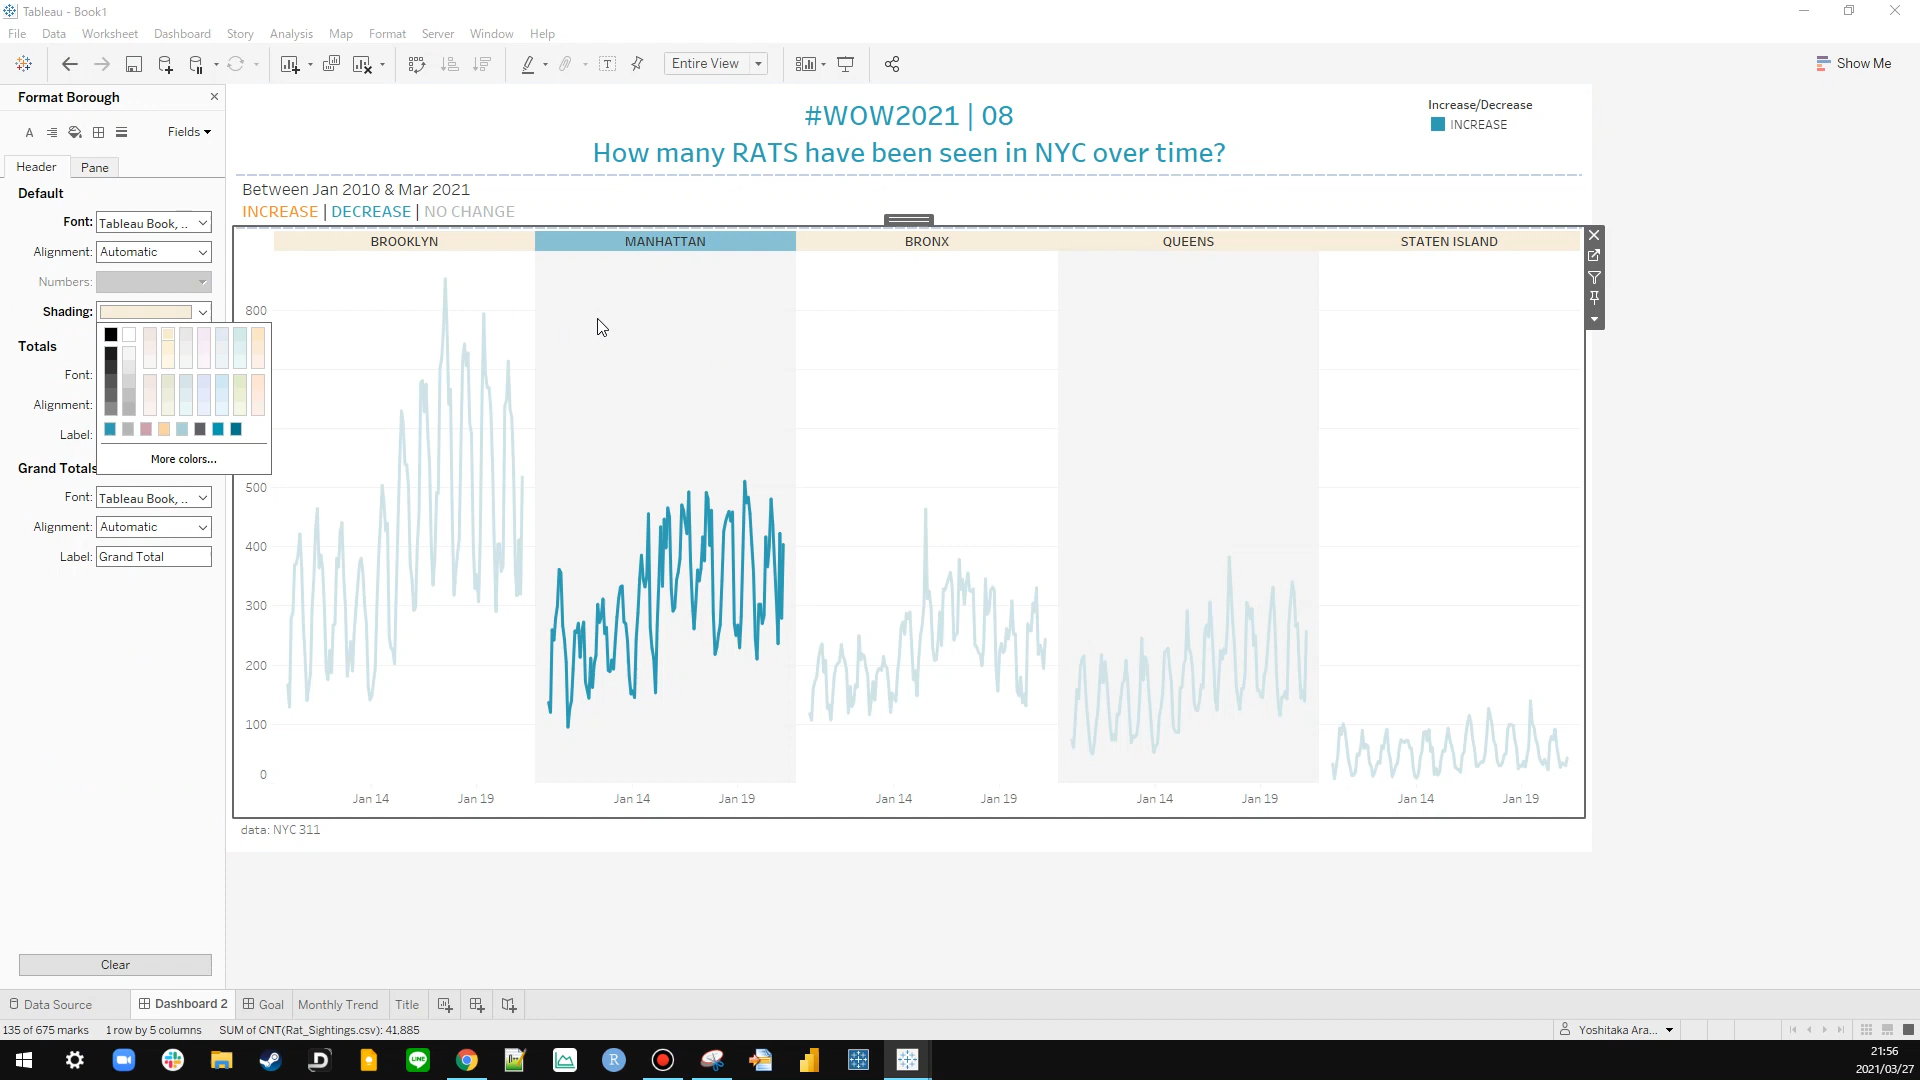 Tableau - Book1
File Data Worksheet Dashboard Story Analysis Map Format Server Window Help
Entire View
Show Me
Format Borough
Fields
Header Pane
Default
Font: Tableau Book, ..
Alignment: Automatic
Numbers:
Shading:
Totals
Font:
Alignment:
Label:
More colors...
Grand Totals
Font: Tableau Book, ..
Alignment: Automatic
Label: Grand Total
Clear
#WOW2021 | 08
How many RATS have been seen in NYC over time?
Increase/Decrease
INCREASE
Between Jan 2010 & Mar 2021
INCREASE | DECREASE | NO CHANGE
BROOKLYN MANHATTAN BRONX QUEENS STATEN ISLAND
800
500
400
300
200
100
0
Jan 14 Jan 19 Jan 14 Jan 19 Jan 14 Jan 19 Jan 14 Jan 19 Jan 14 Jan 19
data: NYC 311
Data Source Dashboard 2 Goal Monthly Trend Title
135 of 675 marks 1 row by 5 columns SUM of CNT(Rat_Sightings.csv): 41,885
Yoshitaka Ara...
LINE
R
21:56
2021/03/27